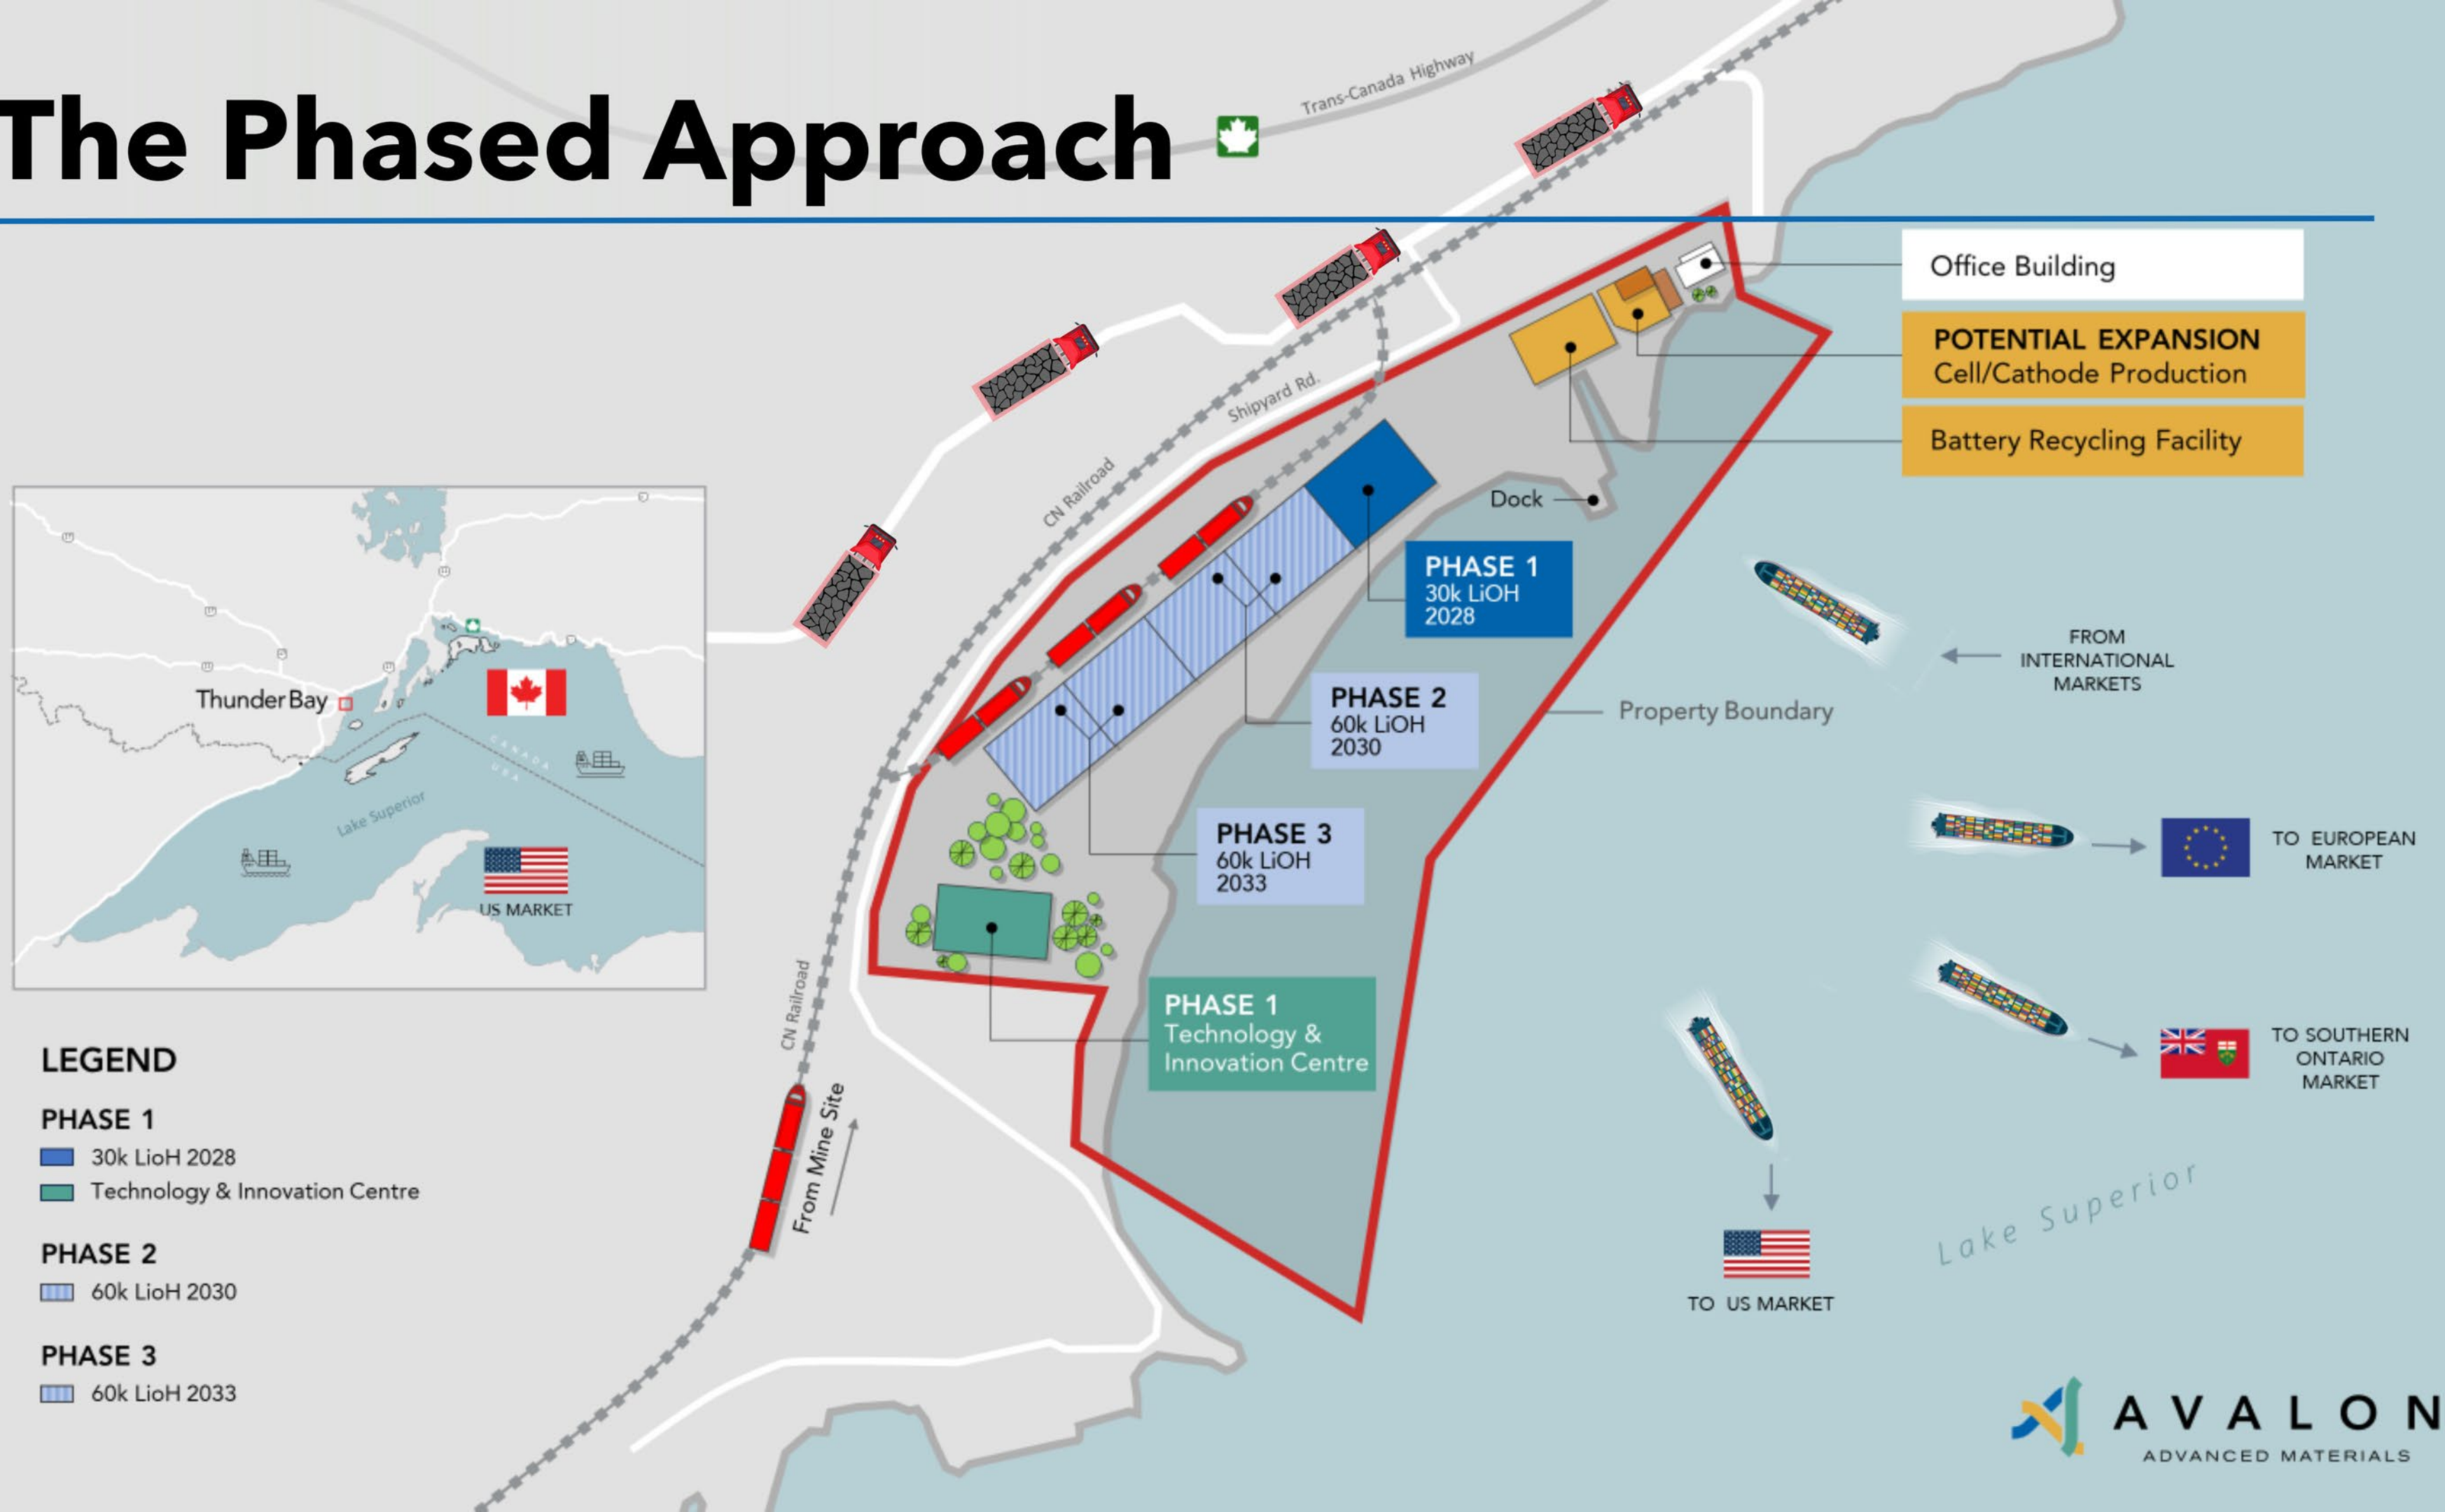 The Phased Approach
Trans-Canada Highway
Office Building
POTENTIAL EXPANSION
Cell/Cathode Production
Battery Recycling Facility
Shipyard Rd.
CN Railroad
Dock
PHASE 1
30k LiOH
2028
PHASE 2
60k LiOH
2030
PHASE 3
60k LiOH
2033
PHASE 1
Technology &
Innovation Centre
Property Boundary
FROM
INTERNATIONAL
MARKETS
TO EUROPEAN
MARKET
TO SOUTHERN
ONTARIO
MARKET
TO US MARKET
Lake Superior
Thunder Bay
CANADA
USA
Lake Superior
US MARKET
CN Railroad
From Mine Site
LEGEND
PHASE 1
30k LioH 2028
Technology & Innovation Centre
PHASE 2
60k LioH 2030
PHASE 3
60k LioH 2033
AVALON
ADVANCED MATERIALS